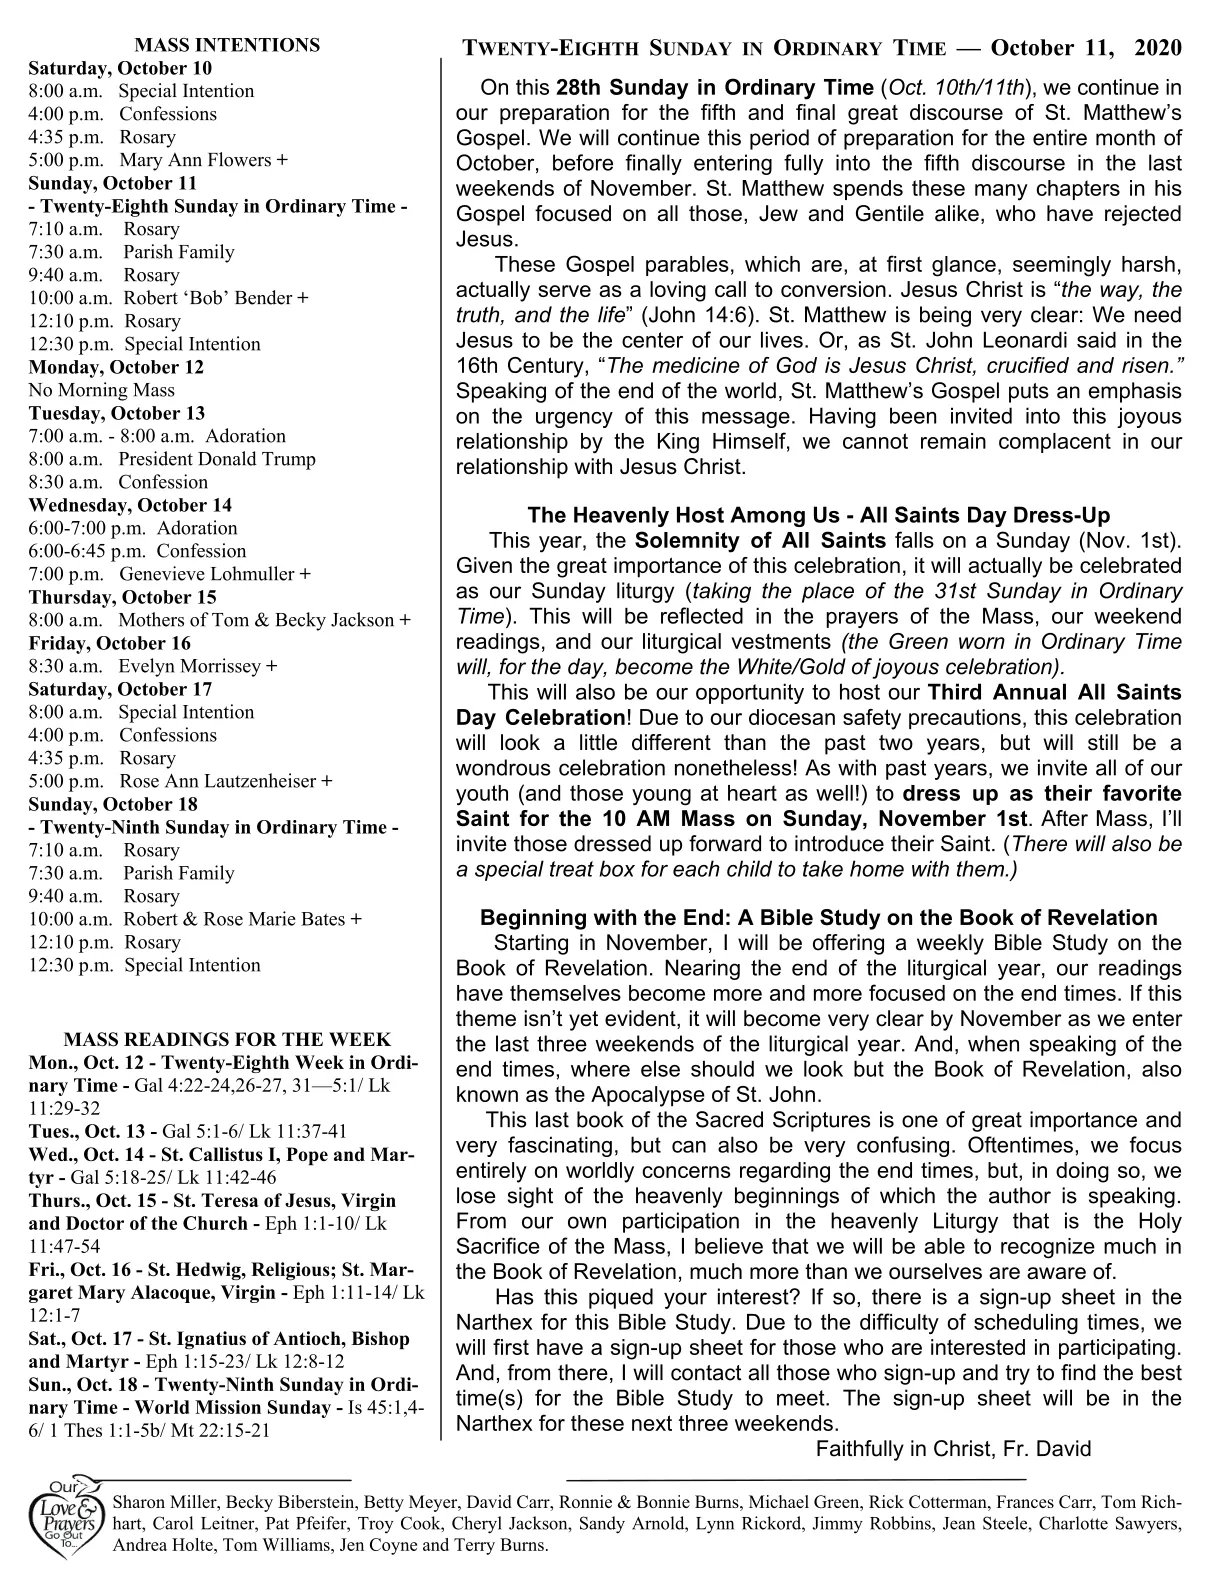 MASS INTENTIONS
Saturday, October 10
8:00 a.m. Special Intention
4:00 p.m. Confessions
4:35 p.m. Rosary
5:00 p.m. Mary Ann Flowers +
Sunday, October 11
- Twenty-Eighth Sunday in Ordinary Time -
7:10 a.m. Rosary
7:30 a.m. Parish Family
9:40 a.m. Rosary
10:00 a.m. Robert ‘Bob’ Bender +
12:10 p.m. Rosary
12:30 p.m. Special Intention
Monday, October 12
No Morning Mass
Tuesday, October 13
7:00 a.m. - 8:00 a.m. Adoration
8:00 a.m. President Donald Trump
8:30 a.m. Confession
Wednesday, October 14
6:00-7:00 p.m. Adoration
6:00-6:45 p.m. Confession
7:00 p.m. Genevieve Lohmuller +
Thursday, October 15
8:00 a.m. Mothers of Tom & Becky Jackson +
Friday, October 16
8:30 a.m. Evelyn Morrissey +
Saturday, October 17
8:00 a.m. Special Intention
4:00 p.m. Confessions
4:35 p.m. Rosary
5:00 p.m. Rose Ann Lautzenheiser +
Sunday, October 18
- Twenty-Ninth Sunday in Ordinary Time -
7:10 a.m. Rosary
7:30 a.m. Parish Family
9:40 a.m. Rosary
10:00 a.m. Robert & Rose Marie Bates +
12:10 p.m. Rosary
12:30 p.m. Special Intention
MASS READINGS FOR THE WEEK
Mon., Oct. 12 - Twenty-Eighth Week in Ordi-
nary Time - Gal 4:22-24,26-27, 31—5:1/ Lk
11:29-32
Tues., Oct. 13 - Gal 5:1-6/ Lk 11:37-41
Wed., Oct. 14 - St. Callistus I, Pope and Mar-
tyr - Gal 5:18-25/ Lk 11:42-46
Thurs., Oct. 15 - St. Teresa of Jesus, Virgin
and Doctor of the Church - Eph 1:1-10/ Lk
11:47-54
Fri., Oct. 16 - St. Hedwig, Religious; St. Mar-
garet Mary Alacoque, Virgin - Eph 1:11-14/ Lk
12:1-7
Sat., Oct. 17 - St. Ignatius of Antioch, Bishop
and Martyr - Eph 1:15-23/ Lk 12:8-12
Sun., Oct. 18 - Twenty-Ninth Sunday in Ordi-
nary Time - World Mission Sunday - Is 45:1,4-
6/ 1 Thes 1:1-5b/ Mt 22:15-21
TWENTY-EIGHTH SUNDAY IN ORDINARY TIME — October 11, 2020
On this 28th Sunday in Ordinary Time (Oct. 10th/11th), we continue in
our preparation for the fifth and final great discourse of St. Matthew’s
Gospel. We will continue this period of preparation for the entire month of
October, before finally entering fully into the fifth discourse in the last
weekends of November. St. Matthew spends these many chapters in his
Gospel focused on all those, Jew and Gentile alike, who have rejected
Jesus.
These Gospel parables, which are, at first glance, seemingly harsh,
actually serve as a loving call to conversion. Jesus Christ is “the way, the
truth, and the life” (John 14:6). St. Matthew is being very clear: We need
Jesus to be the center of our lives. Or, as St. John Leonardi said in the
16th Century, “The medicine of God is Jesus Christ, crucified and risen.”
Speaking of the end of the world, St. Matthew’s Gospel puts an emphasis
on the urgency of this message. Having been invited into this joyous
relationship by the King Himself, we cannot remain complacent in our
relationship with Jesus Christ.
The Heavenly Host Among Us - All Saints Day Dress-Up
This year, the Solemnity of All Saints falls on a Sunday (Nov. 1st).
Given the great importance of this celebration, it will actually be celebrated
as our Sunday liturgy (taking the place of the 31st Sunday in Ordinary
Time). This will be reflected in the prayers of the Mass, our weekend
readings, and our liturgical vestments (the Green worn in Ordinary Time
will, for the day, become the White/Gold of joyous celebration).
This will also be our opportunity to host our Third Annual All Saints
Day Celebration! Due to our diocesan safety precautions, this celebration
will look a little different than the past two years, but will still be a
wondrous celebration nonetheless! As with past years, we invite all of our
youth (and those young at heart as well!) to dress up as their favorite
Saint for the 10 AM Mass on Sunday, November 1st. After Mass, I’ll
invite those dressed up forward to introduce their Saint. (There will also be
a special treat box for each child to take home with them.)
Beginning with the End: A Bible Study on the Book of Revelation
Starting in November, I will be offering a weekly Bible Study on the
Book of Revelation. Nearing the end of the liturgical year, our readings
have themselves become more and more focused on the end times. If this
theme isn’t yet evident, it will become very clear by November as we enter
the last three weekends of the liturgical year. And, when speaking of the
end times, where else should we look but the Book of Revelation, also
known as the Apocalypse of St. John.
This last book of the Sacred Scriptures is one of great importance and
very fascinating, but can also be very confusing. Oftentimes, we focus
entirely on worldly concerns regarding the end times, but, in doing so, we
lose sight of the heavenly beginnings of which the author is speaking.
From our own participation in the heavenly Liturgy that is the Holy
Sacrifice of the Mass, I believe that we will be able to recognize much in
the Book of Revelation, much more than we ourselves are aware of.
Has this piqued your interest? If so, there is a sign-up sheet in the
Narthex for this Bible Study. Due to the difficulty of scheduling times, we
will first have a sign-up sheet for those who are interested in participating.
And, from there, I will contact all those who sign-up and try to find the best
time(s) for the Bible Study to meet. The sign-up sheet will be in the
Narthex for these next three weekends.
Faithfully in Christ, Fr. David
Our
Love &
Prayers
Go Out
To...
Sharon Miller, Becky Biberstein, Betty Meyer, David Carr, Ronnie & Bonnie Burns, Michael Green, Rick Cotterman, Frances Carr, Tom Rich-
hart, Carol Leitner, Pat Pfeifer, Troy Cook, Cheryl Jackson, Sandy Arnold, Lynn Rickord, Jimmy Robbins, Jean Steele, Charlotte Sawyers,
Andrea Holte, Tom Williams, Jen Coyne and Terry Burns.